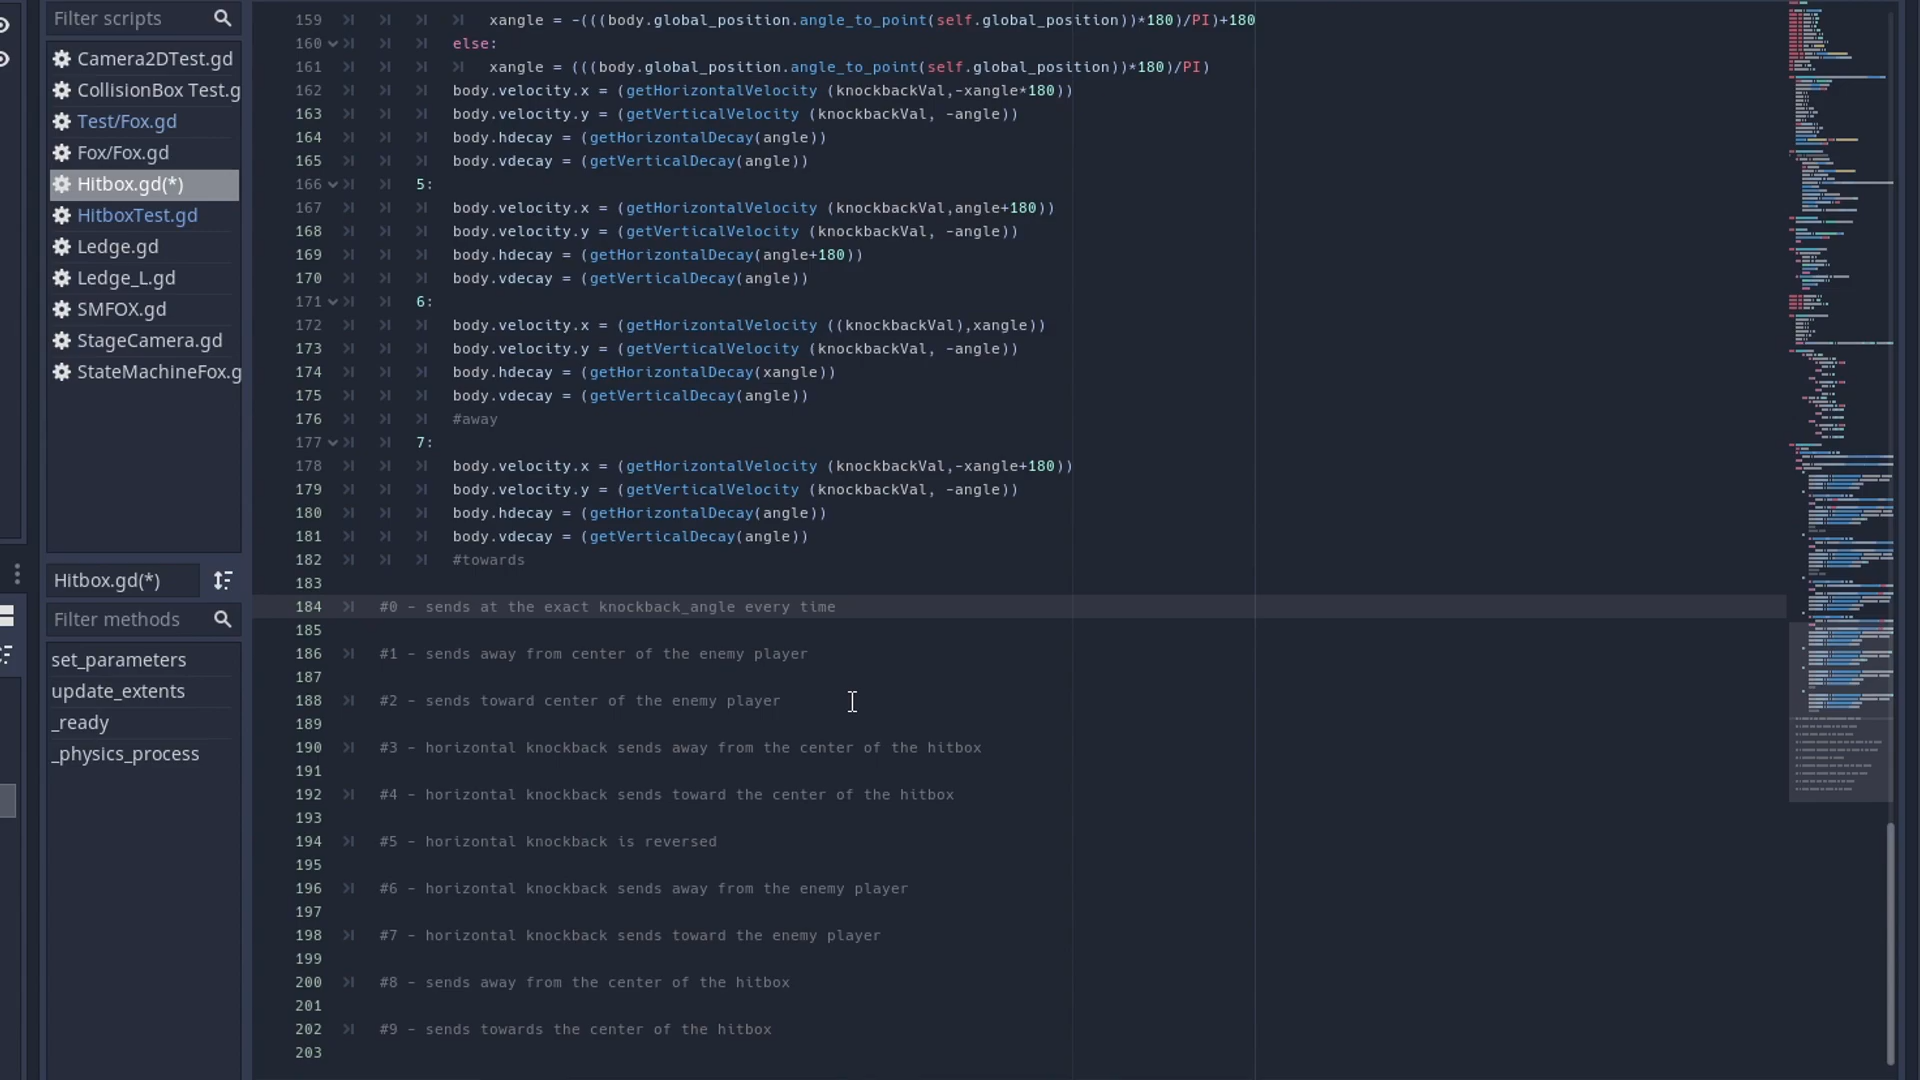 Filter scripts
Camera2DTest.gd
CollisionBox Test.g
Test/Fox.gd
Fox/Fox.gd
Hitbox.gd(*)
HitboxTest.gd
Ledge.gd
Ledge_L.gd
SMFOX.gd
StageCamera.gd
StateMachineFox.g
Hitbox.gd(*)
Filter methods
set_parameters
update_extents
_ready
_physics_process
159 xangle = -(((body.global_position.angle_to_point(self.global_position))*180)/PI)+180
160 else:
161 xangle = (((body.global_position.angle_to_point(self.global_position))*180)/PI)
162 body.velocity.x = (getHorizontalVelocity (knockbackVal,-xangle*180))
163 body.velocity.y = (getVerticalVelocity (knockbackVal, -angle))
164 body.hdecay = (getHorizontalDecay(angle))
165 body.vdecay = (getVerticalDecay(angle))
166 5:
167 body.velocity.x = (getHorizontalVelocity (knockbackVal,angle+180))
168 body.velocity.y = (getVerticalVelocity (knockbackVal, -angle))
169 body.hdecay = (getHorizontalDecay(angle+180))
170 body.vdecay = (getVerticalDecay(angle))
171 6:
172 body.velocity.x = (getHorizontalVelocity ((knockbackVal),xangle))
173 body.velocity.y = (getVerticalVelocity (knockbackVal, -angle))
174 body.hdecay = (getHorizontalDecay(xangle))
175 body.vdecay = (getVerticalDecay(angle))
176 #away
177 7:
178 body.velocity.x = (getHorizontalVelocity (knockbackVal,-xangle+180))
179 body.velocity.y = (getVerticalVelocity (knockbackVal, -angle))
180 body.hdecay = (getHorizontalDecay(angle))
181 body.vdecay = (getVerticalDecay(angle))
182 #towards
183
184 #0 - sends at the exact knockback_angle every time
185
186 #1 - sends away from center of the enemy player
187
188 #2 - sends toward center of the enemy player
189
190 #3 - horizontal knockback sends away from the center of the hitbox
191
192 #4 - horizontal knockback sends toward the center of the hitbox
193
194 #5 - horizontal knockback is reversed
195
196 #6 - horizontal knockback sends away from the enemy player
197
198 #7 - horizontal knockback sends toward the enemy player
199
200 #8 - sends away from the center of the hitbox
201
202 #9 - sends towards the center of the hitbox
203